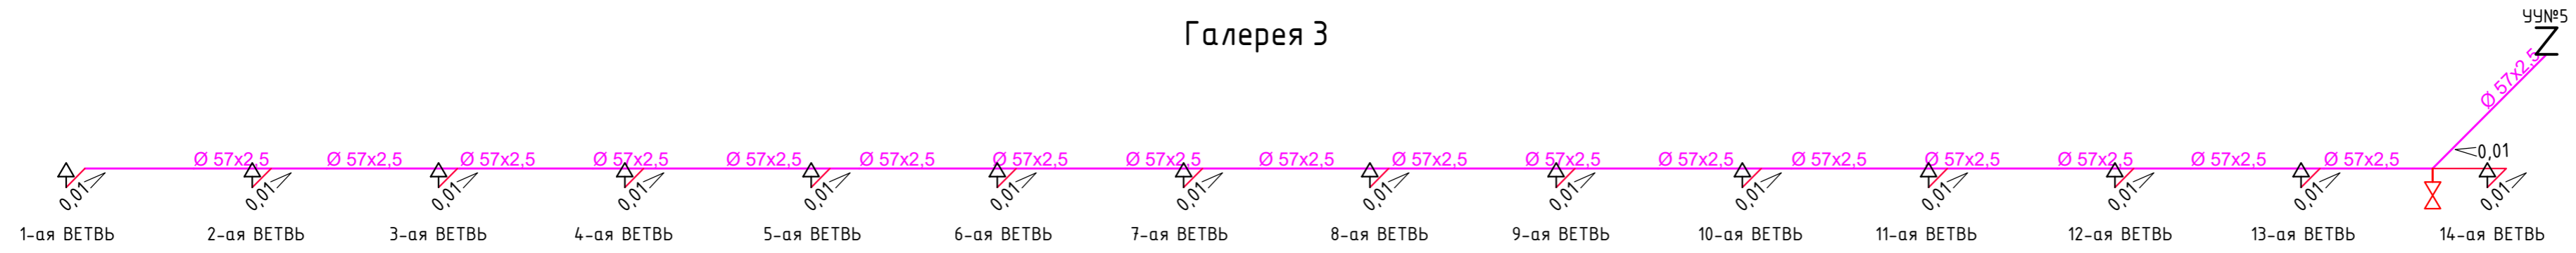 УУ№5
Галерея 3
Ø 57x2,5
0,01
Ø 57x2,5 Ø 57x2,5 Ø 57x2,5 Ø 57x2,5 Ø 57x2,5 Ø 57x2,5 Ø 57x2,5 Ø 57x2,5 Ø 57x2,5 Ø 57x2,5 Ø 57x2,5 Ø 57x2,5 Ø 57x2,5 Ø 57x2,5 Ø 57x2,5 Ø 57x2,5 Ø 57x2,5
0,01 0,01 0,01 0,01 0,01 0,01 0,01 0,01 0,01 0,01 0,01 0,01 0,01 0,01
1-ая ВЕТВЬ 2-ая ВЕТВЬ 3-ая ВЕТВЬ 4-ая ВЕТВЬ 5-ая ВЕТВЬ 6-ая ВЕТВЬ 7-ая ВЕТВЬ 8-ая ВЕТВЬ 9-ая ВЕТВЬ 10-ая ВЕТВЬ 11-ая ВЕТВЬ 12-ая ВЕТВЬ 13-ая ВЕТВЬ 14-ая ВЕТВЬ